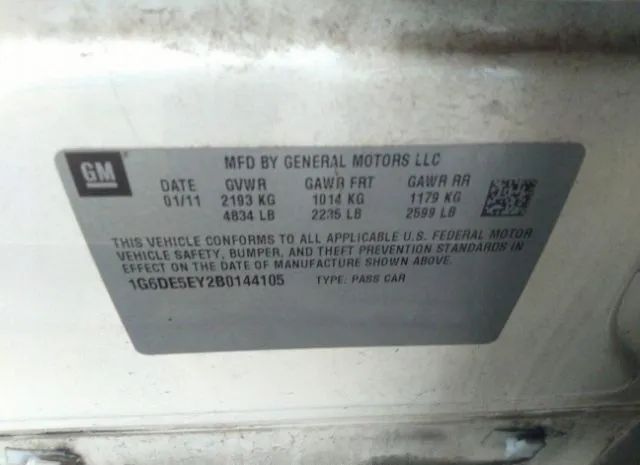 GM
MFD BY GENERAL MOTORS LLC
DATE GVWR GAWR FRT GAWR RR
01/11 2193 KG 1014 KG 1179 KG
4834 LB 2235 LB 2599 LB
THIS VEHICLE CONFORMS TO ALL APPLICABLE U.S. FEDERAL MOTOR
VEHICLE SAFETY, BUMPER, AND THEFT PREVENTION STANDARDS IN
EFFECT ON THE DATE OF MANUFACTURE SHOWN ABOVE.
1G6DE5EY2B0144105 TYPE: PASS CAR